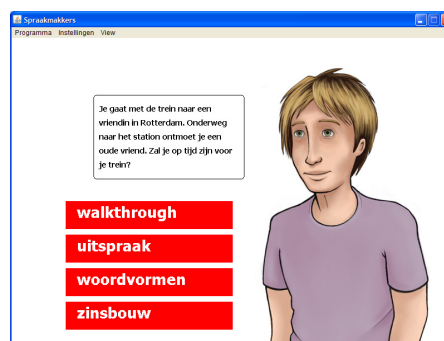 Spraakmakkers
Programma Instellingen View
Je gaat met de trein naar een
vriendin in Rotterdam. Onderweg
naar het station ontmoet je een
oude vriend. Zal je op tijd zijn voor
je trein?
walkthrough
uitspraak
woordvormen
zinsbouw